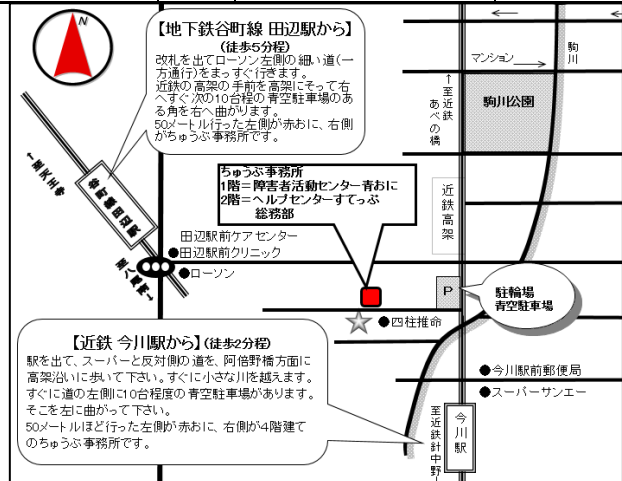 N
【地下鉄谷町線 田辺駅から】
(徒歩5分程)
改札を出てローソン左側の細い道(一
方通行)をまっすぐ行きます。
近鉄の高架の手前を高架にそって右
へすぐ次の10台程の青空駐車場のあ
る角を右へ曲がります。
50メートル行った左側が赤おに、右側
がちゅうぶ事務所です。
マンション
駒川
駒川公園
↑至近鉄
あべの橋
近鉄高架
↑至天王寺
谷町線田辺駅
至八尾南↓
ちゅうぶ事務所
1階=障害者活動センター青おに
2階=ヘルプセンターすてっぷ
総務部
田辺駅前ケアセンター
●田辺駅前クリニック
●ローソン
P
駐輪場
青空駐車場
●四柱推命
【近鉄 今川駅から】(徒歩2分程)
駅を出て、スーパーと反対側の道を、阿倍野橋方面に
高架沿いに歩いて下さい。すぐに小さな川を越えます。
すぐに道の左側に10台程度の青空駐車場があります。
そこを左に曲がって下さい。
50メートルほど行った左側が赤おに、右側が4階建て
のちゅうぶ事務所です。
●今川駅前郵便局
●スーパーサンエー
今川駅
至近鉄針中野↓